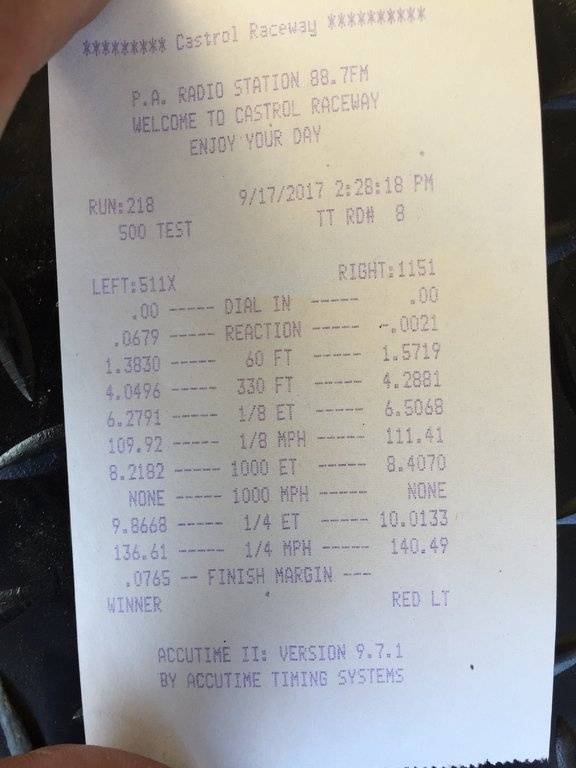 ********* Castrol Raceway **********
P.A. RADIO STATION 88.7FM
WELCOME TO CASTROL RACEWAY
ENJOY YOUR DAY
RUN:218 9/17/2017 2:28:18 PM
500 TEST TT RD# 8
LEFT:511X RIGHT:1151
.00 ----- DIAL IN ----- .00
.0679 ----- REACTION ----- -.0021
1.3830 ----- 60 FT ----- 1.5719
4.0496 ----- 330 FT ----- 4.2881
6.2791 ----- 1/8 ET ----- 6.5068
109.92 ----- 1/8 MPH ----- 111.41
8.2182 ----- 1000 ET ----- 8.4070
NONE ----- 1000 MPH ----- NONE
9.8668 ----- 1/4 ET ----- 10.0133
136.61 ----- 1/4 MPH ----- 140.49
.0765 -- FINISH MARGIN ---
WINNER RED LT
ACCUTIME II: VERSION 9.7.1
BY ACCUTIME TIMING SYSTEMS